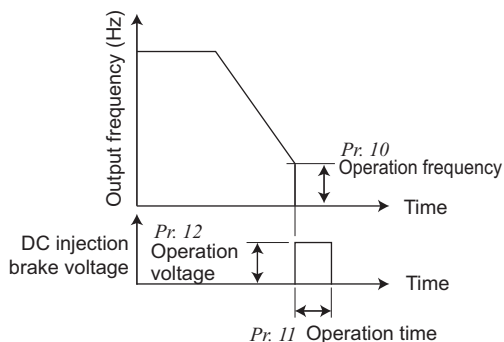 Output frequency (Hz)
Pr. 10
Operation frequency
Time
DC injection
brake voltage
Pr. 12
Operation
voltage
Time
Pr. 11 Operation time